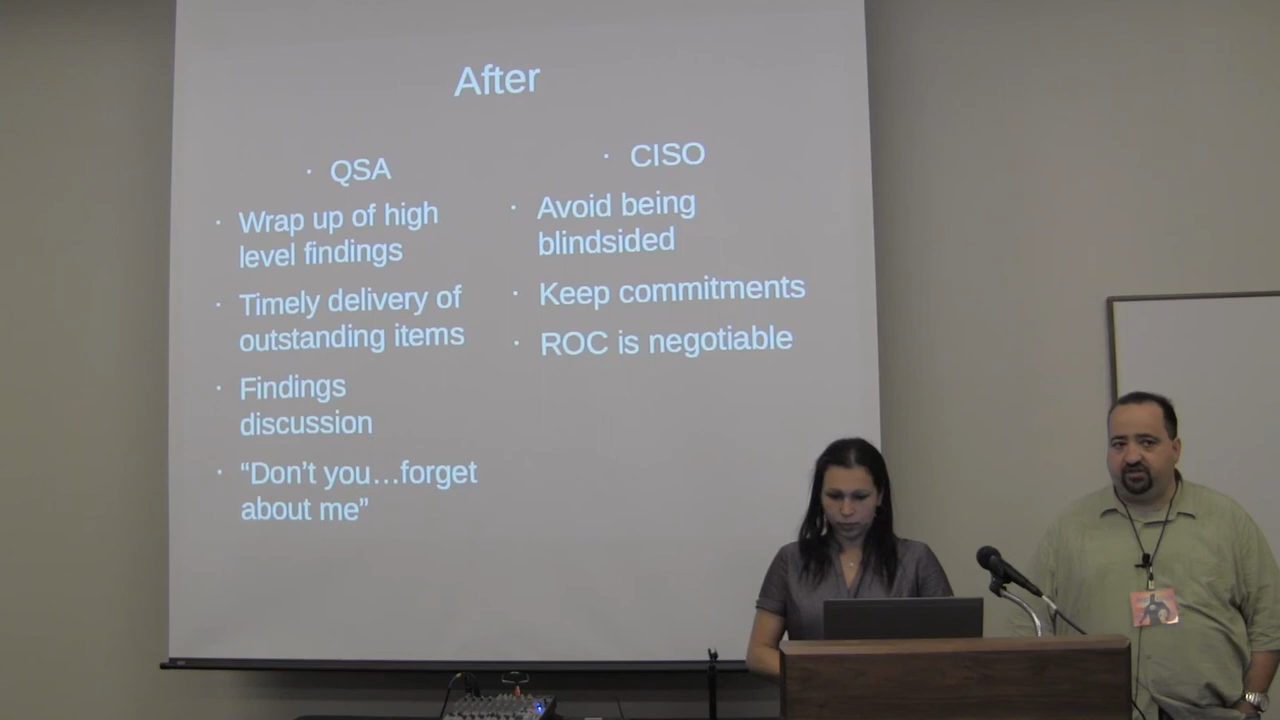 After
· QSA
· Wrap up of high
level findings
· Timely delivery of
outstanding items
· Findings
discussion
· “Don’t you…forget
about me”
· CISO
· Avoid being
blindsided
· Keep commitments
· ROC is negotiable